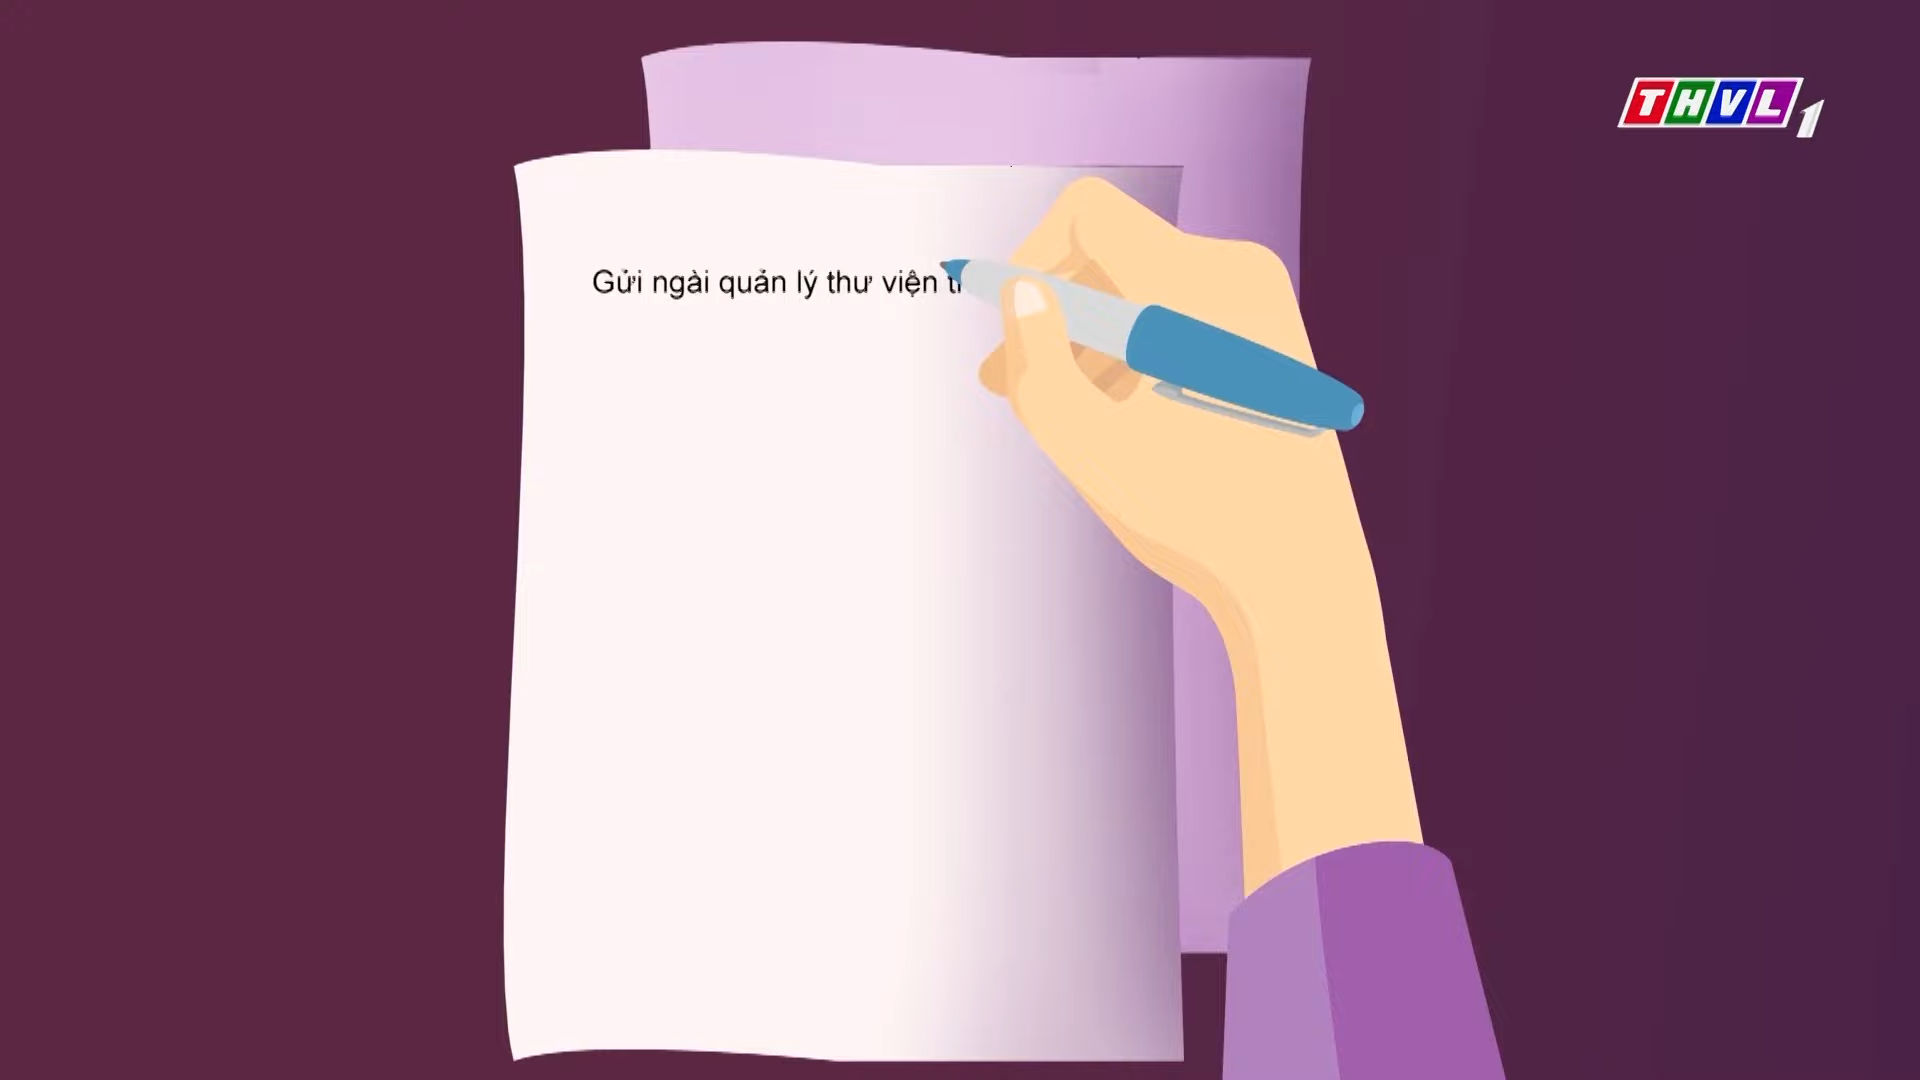 THVL1
Gửi ngài quản lý thư viện